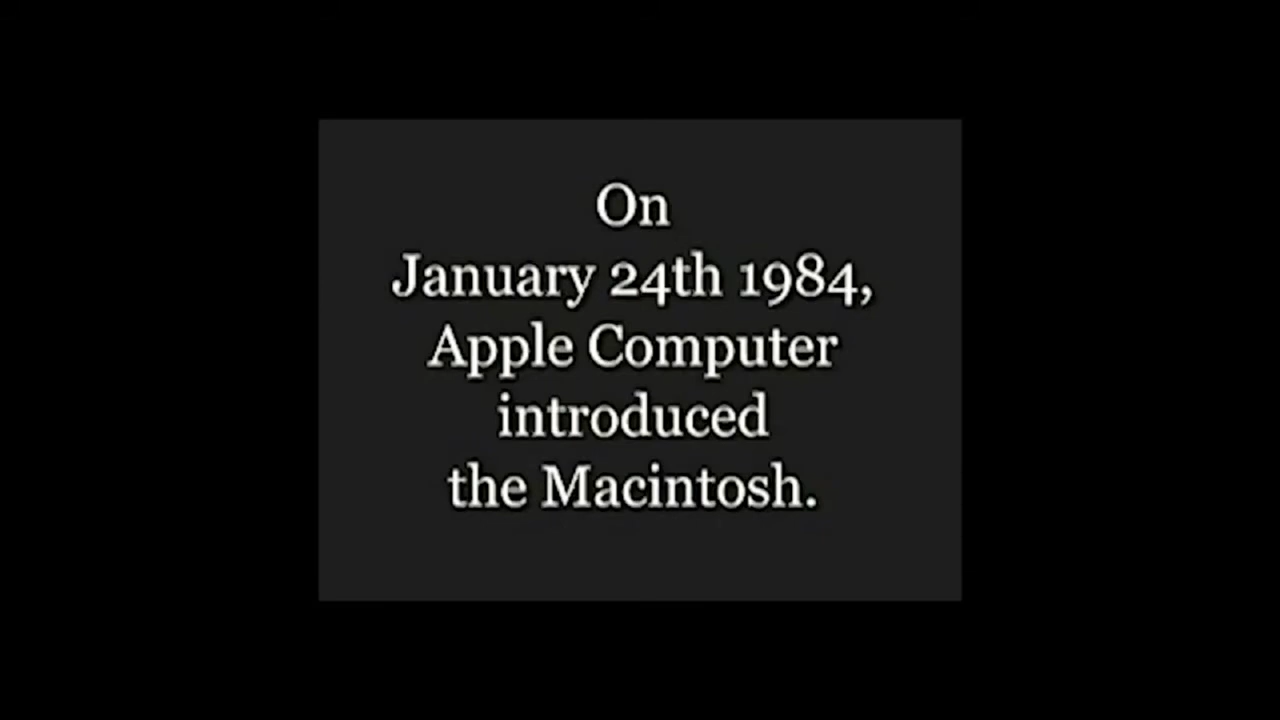 On
January 24th 1984,
Apple Computer
introduced
the Macintosh.